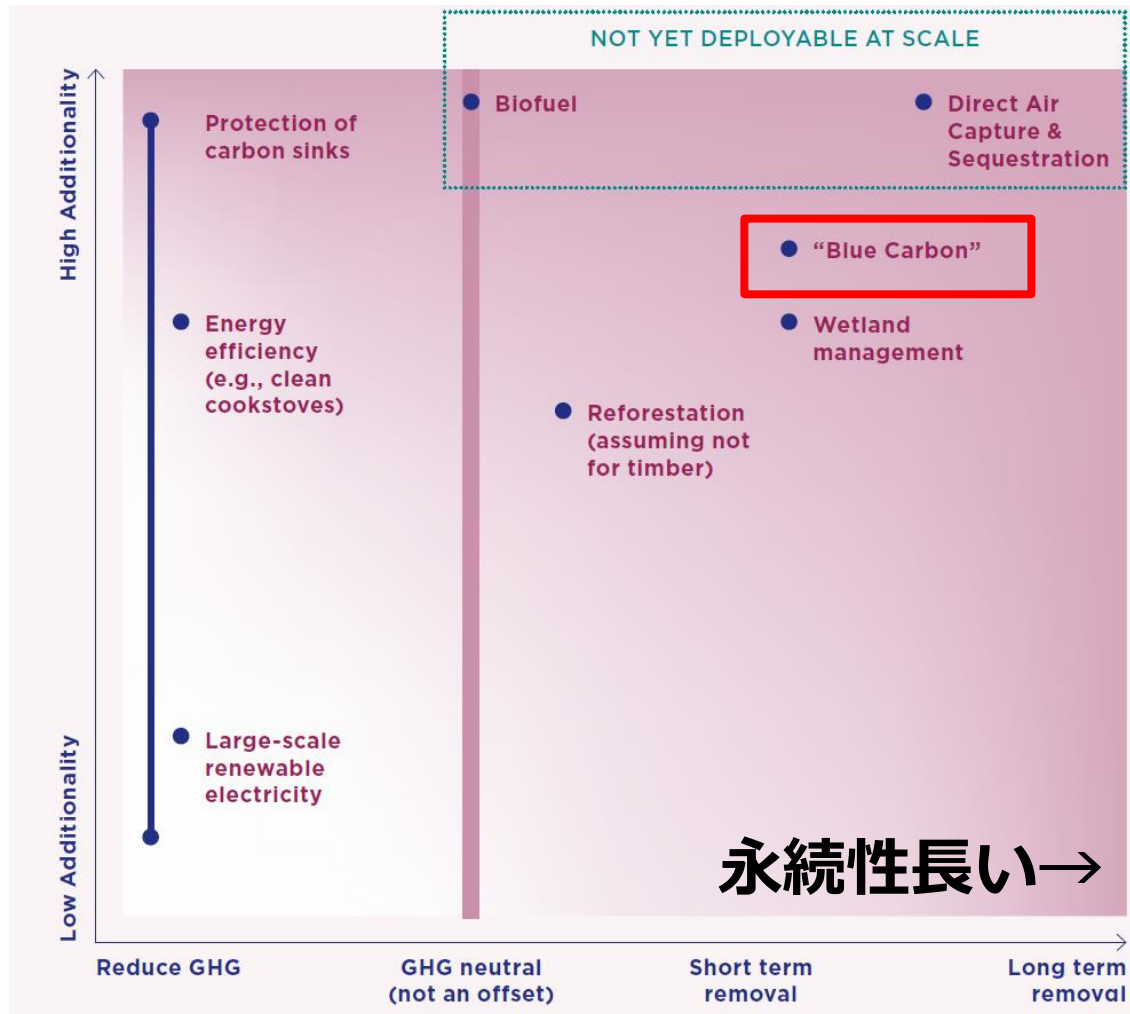 NOT YET DEPLOYABLE AT SCALE
High Additionality
Low Additionality
Protection of
carbon sinks
Biofuel
Direct Air
Capture &
Sequestration
“Blue Carbon”
Energy
efficiency
(e.g., clean
cookstoves)
Wetland
management
Reforestation
(assuming not
for timber)
Large-scale
renewable
electricity
永続性長い→
Reduce GHG
GHG neutral
(not an offset)
Short term
removal
Long term
removal